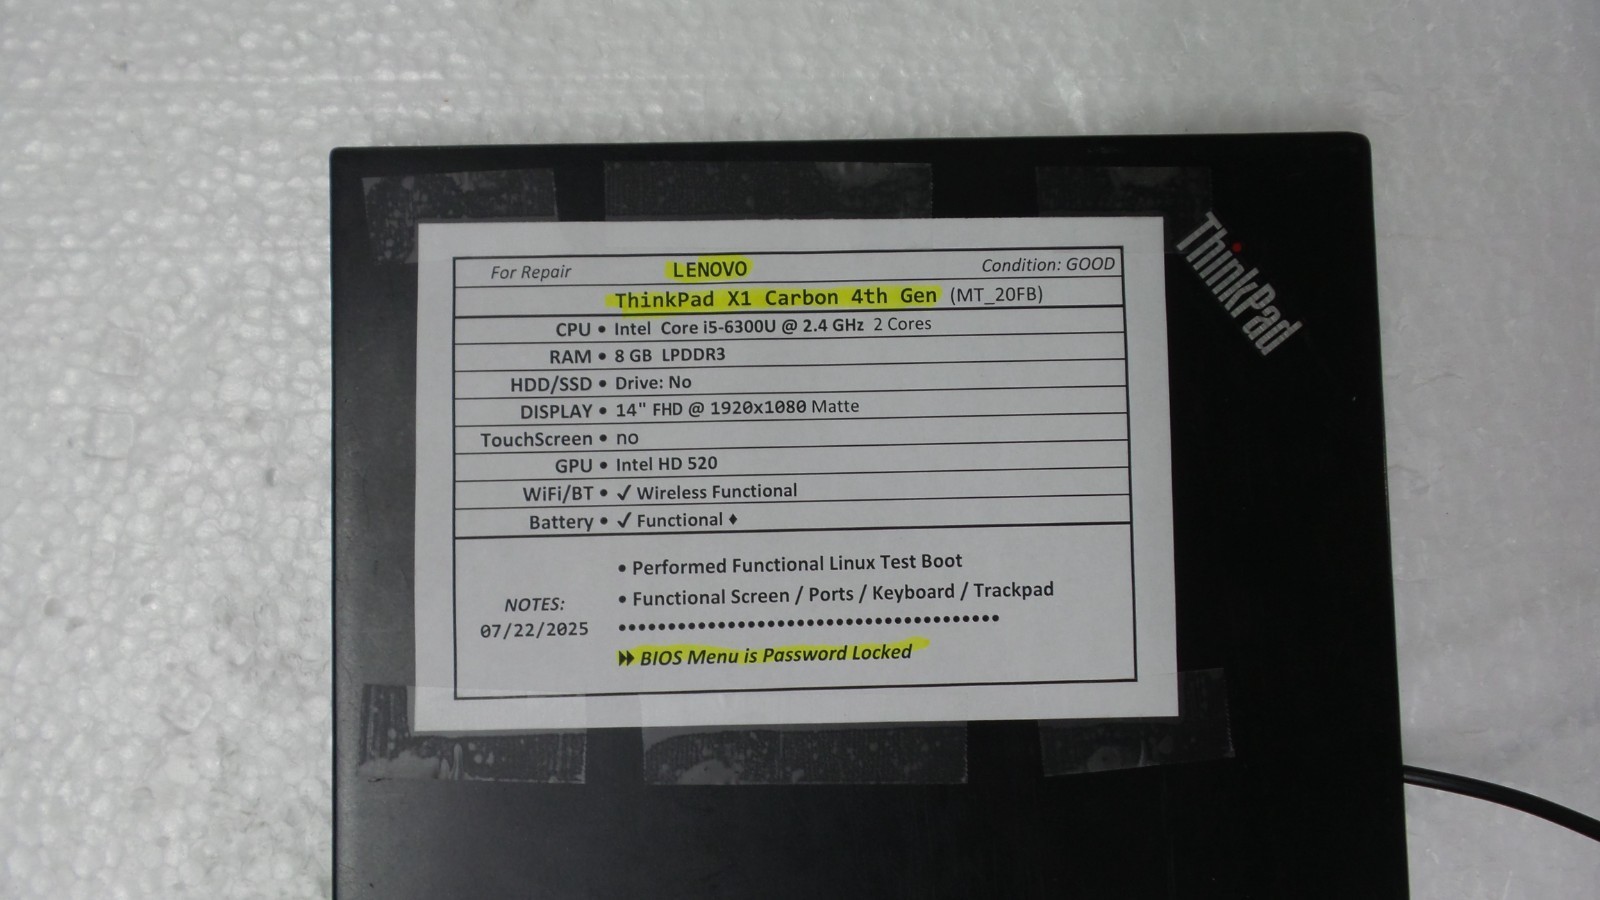 For Repair LENOVO Condition: GOOD
ThinkPad X1 Carbon 4th Gen (MT_20FB)
CPU • Intel Core i5-6300U @ 2.4 GHz 2 Cores
RAM • 8 GB LPDDR3
HDD/SSD • Drive: No
DISPLAY • 14" FHD @ 1920x1080 Matte
TouchScreen • no
GPU • Intel HD 520
WiFi/BT • ✓ Wireless Functional
Battery • ✓ Functional ♦
• Performed Functional Linux Test Boot
• Functional Screen / Ports / Keyboard / Trackpad
NOTES:
07/22/2025
BIOS Menu is Password Locked
ThinkPad